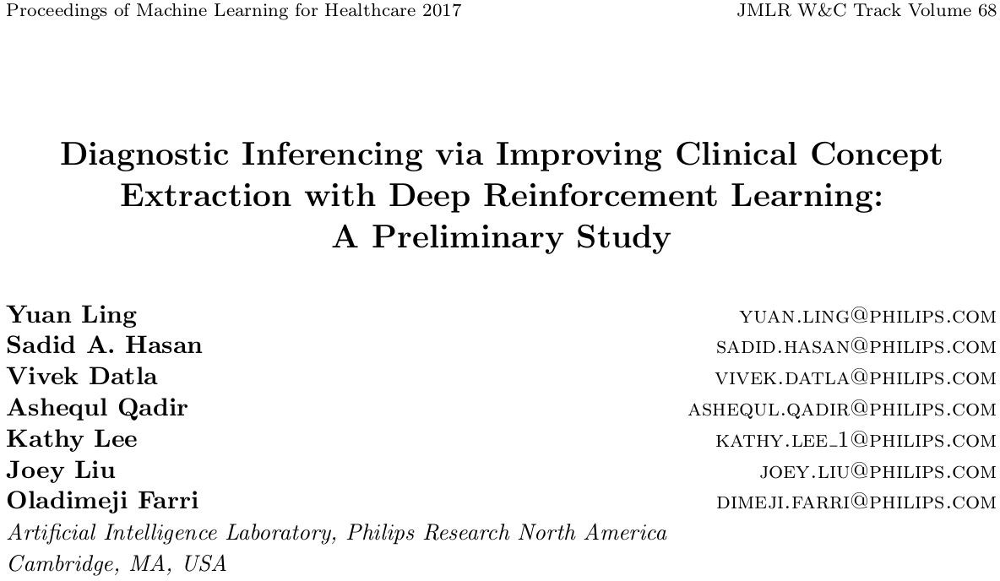 Proceedings of Machine Learning for Healthcare 2017 JMLR W&C Track Volume 68
Diagnostic Inferencing via Improving Clinical Concept
Extraction with Deep Reinforcement Learning:
A Preliminary Study
Yuan Ling yuan.ling@philips.com
Sadid A. Hasan sadid.hasan@philips.com
Vivek Datla vivek.datla@philips.com
Ashequl Qadir ashequl.qadir@philips.com
Kathy Lee kathy.lee_1@philips.com
Joey Liu joey.liu@philips.com
Oladimeji Farri dimeji.farri@philips.com
Artificial Intelligence Laboratory, Philips Research North America
Cambridge, MA, USA